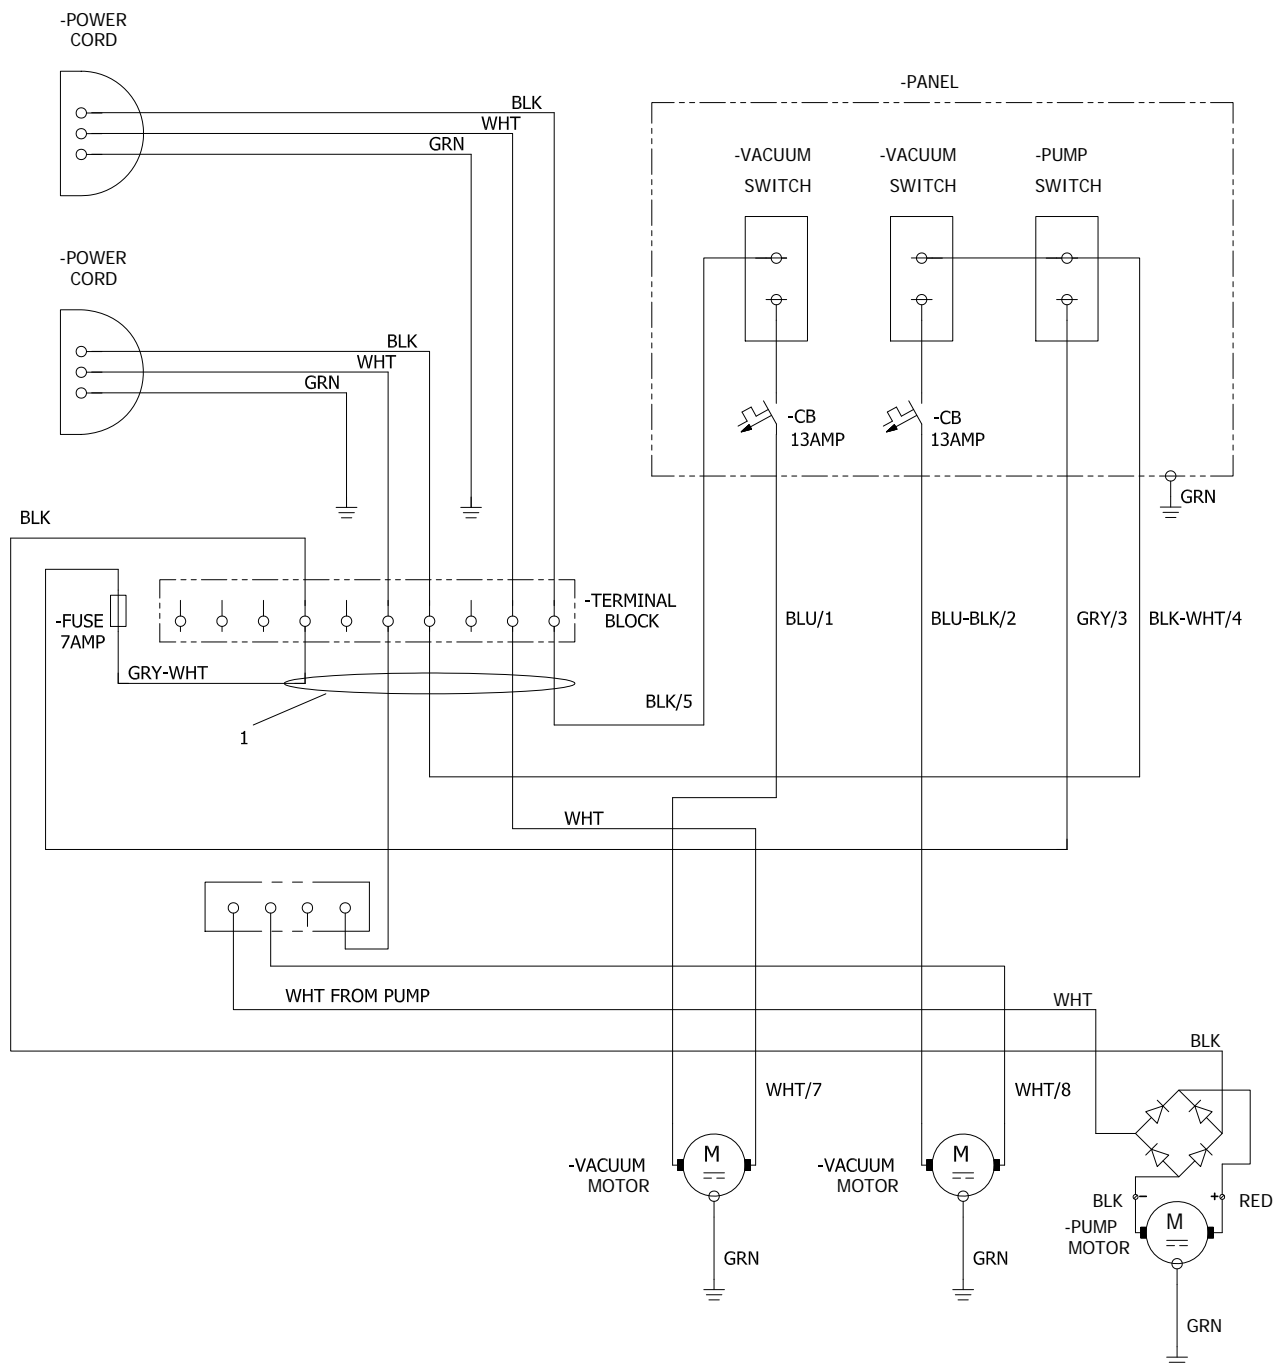 -POWER
CORD
-PANEL
BLK
WHT
GRN
-VACUUM
SWITCH
-VACUUM
SWITCH
-PUMP
SWITCH
-POWER
CORD
BLK
WHT
GRN
-CB
13AMP
-CB
13AMP
GRN
BLK
-FUSE
7AMP
-TERMINAL
BLOCK
BLU/1
BLU-BLK/2
GRY/3
BLK-WHT/4
GRY-WHT
BLK/5
1
WHT
WHT FROM PUMP
WHT
BLK
WHT/7
WHT/8
-VACUUM
MOTOR
M
-VACUUM
MOTOR
M
BLK
-
+
RED
-PUMP
MOTOR
M
GRN
GRN
GRN